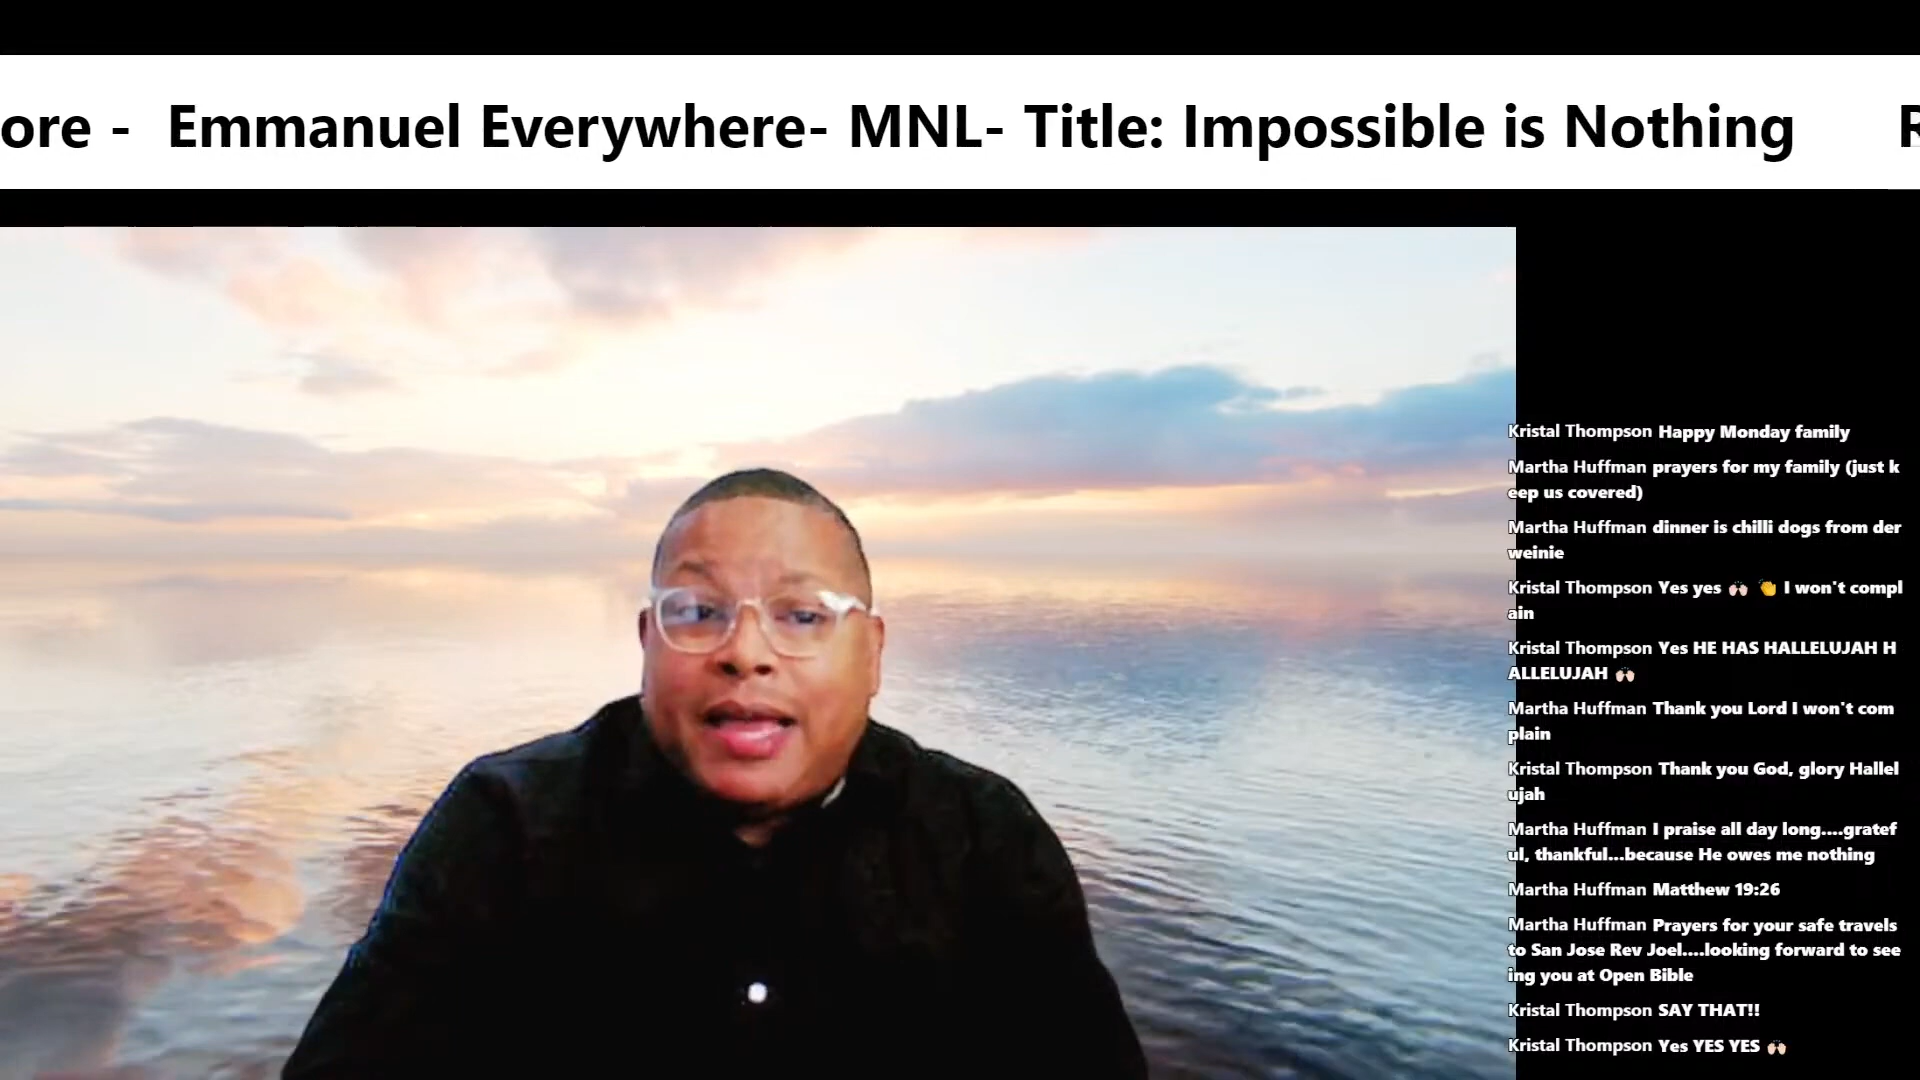 ore - Emmanuel Everywhere- MNL- Title: Impossible is Nothing R
Kristal Thompson Happy Monday family
Martha Huffman prayers for my family (just k
eep us covered)
Martha Huffman dinner is chilli dogs from der
weinie
Kristal Thompson Yes yes 🙌🏻 👏 I won't compl
ain
Kristal Thompson Yes HE HAS HALLELUJAH H
ALLELUJAH 🙌🏻
Martha Huffman Thank you Lord I won't com
plain
Kristal Thompson Thank you God, glory Hallel
ujah
Martha Huffman I praise all day long....gratef
ul, thankful...because He owes me nothing
Martha Huffman Matthew 19:26
Martha Huffman Prayers for your safe travels
to San Jose Rev Joel....looking forward to see
ing you at Open Bible
Kristal Thompson SAY THAT!!
Kristal Thompson Yes YES YES 🙌🏻